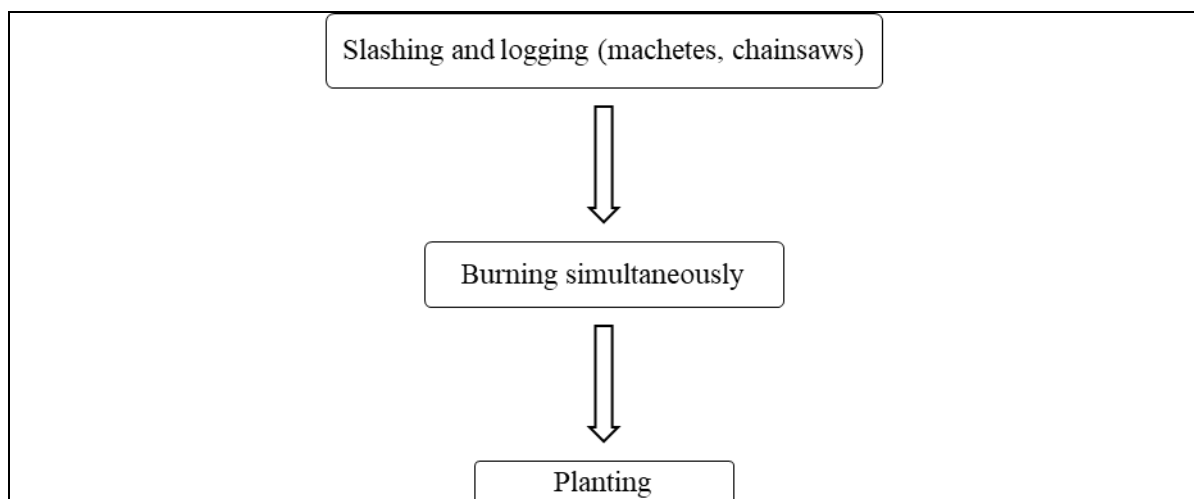 Slashing and logging (machetes, chainsaws)
Burning simultaneously
Planting